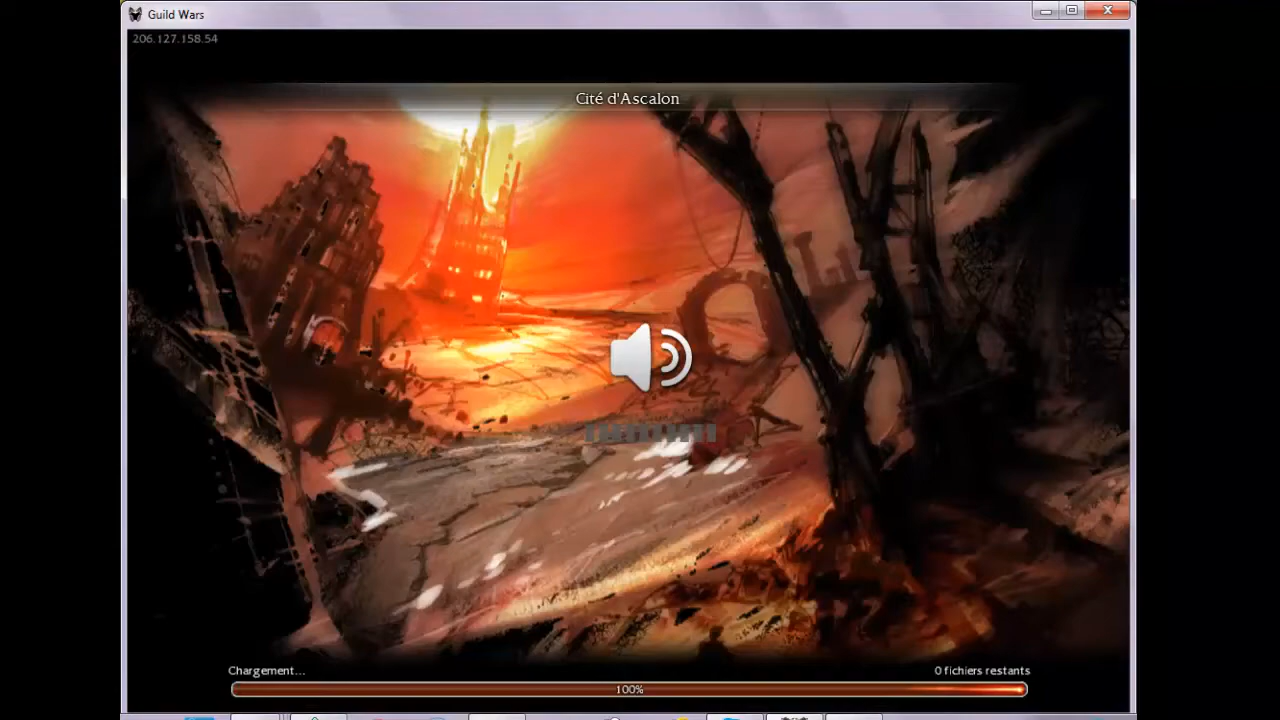 Guild Wars
206.127.158.54
Cité d'Ascalon
Chargement...
0 fichiers restants
100%